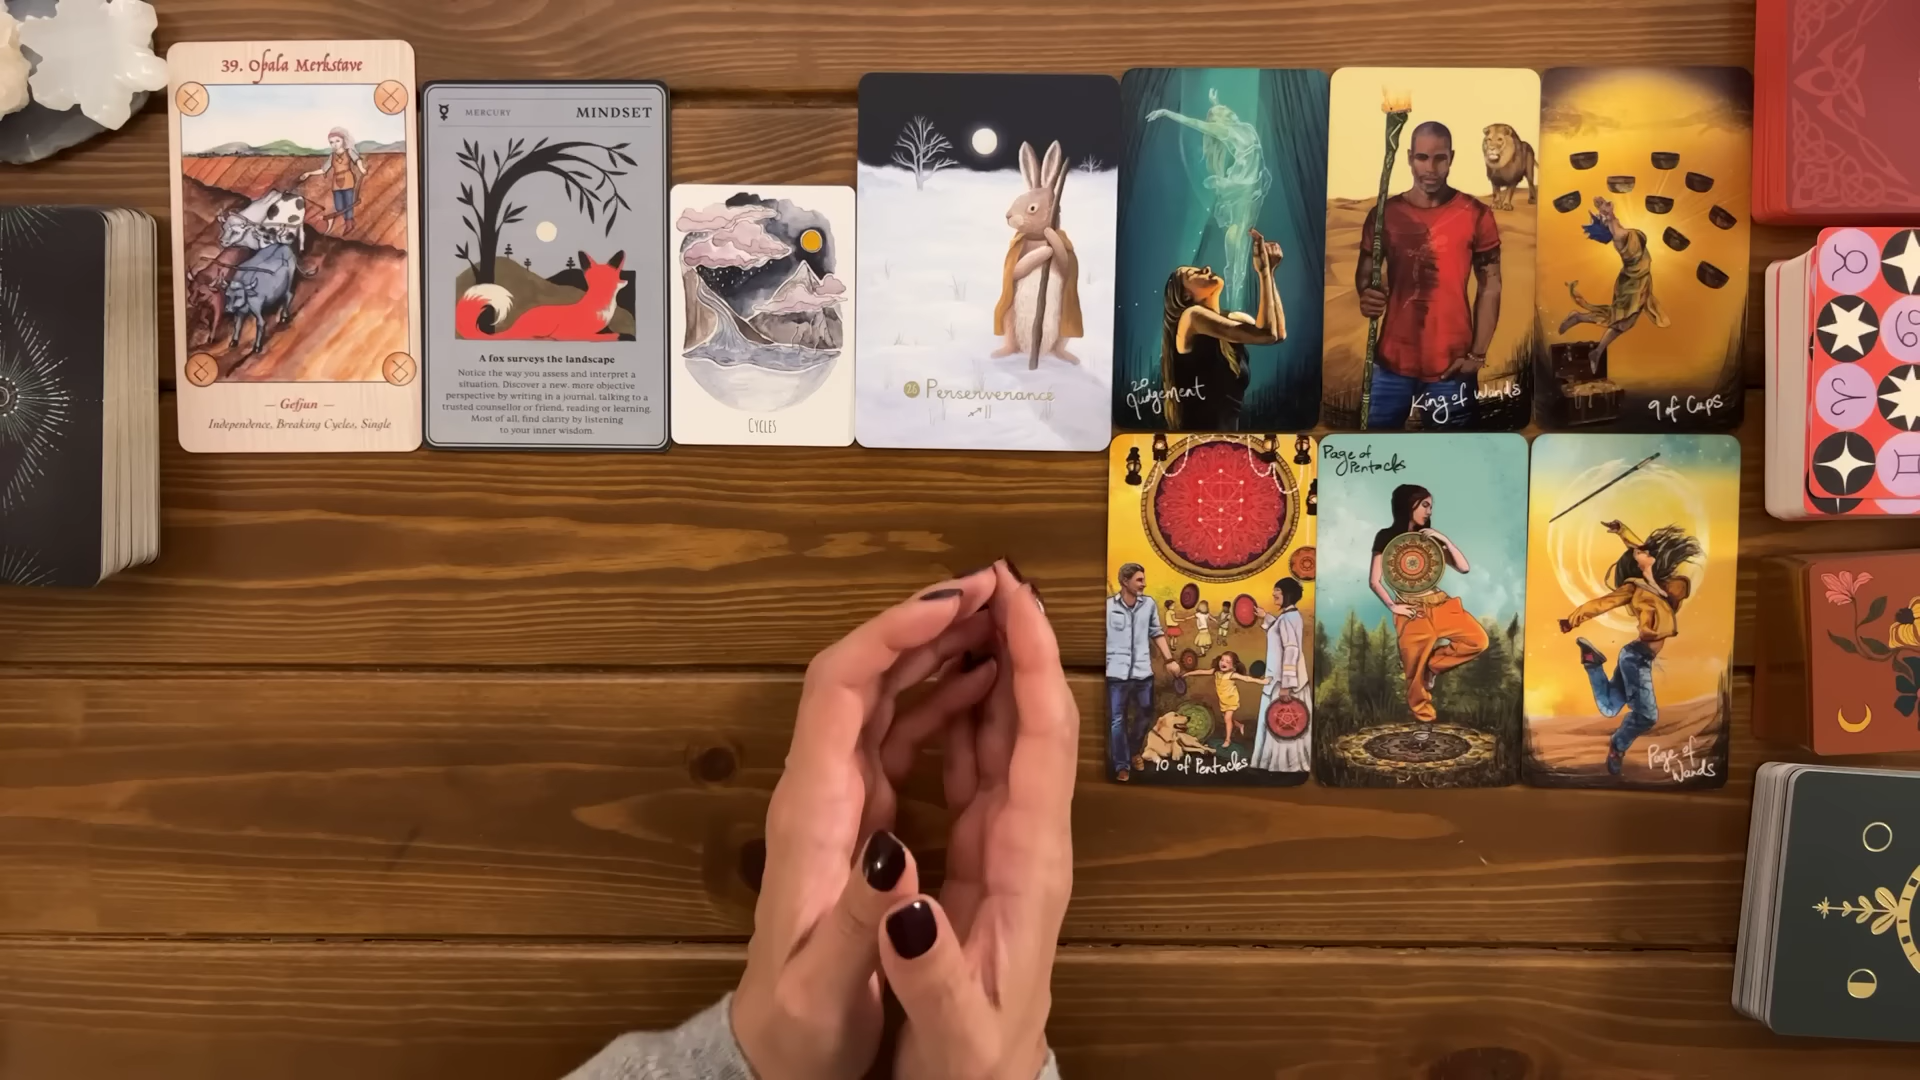 39. Opala Merkstave
— Gefjun —
Independence, Breaking Cycles, Single
MERCURY
MINDSET
A fox surveys the landscape
Notice the way you assess and interpret a
situation. Discover a new, more objective
perspective by writing in a journal, talking to a
trusted counsellor or friend, reading or learning.
Most of all, find clarity by listening
to your inner wisdom.
CYCLES
Perserverance
20
Judgement
King of Wands
9 of Cups
10 of Pentacles
Page of
Pentacls
Page of
Wands